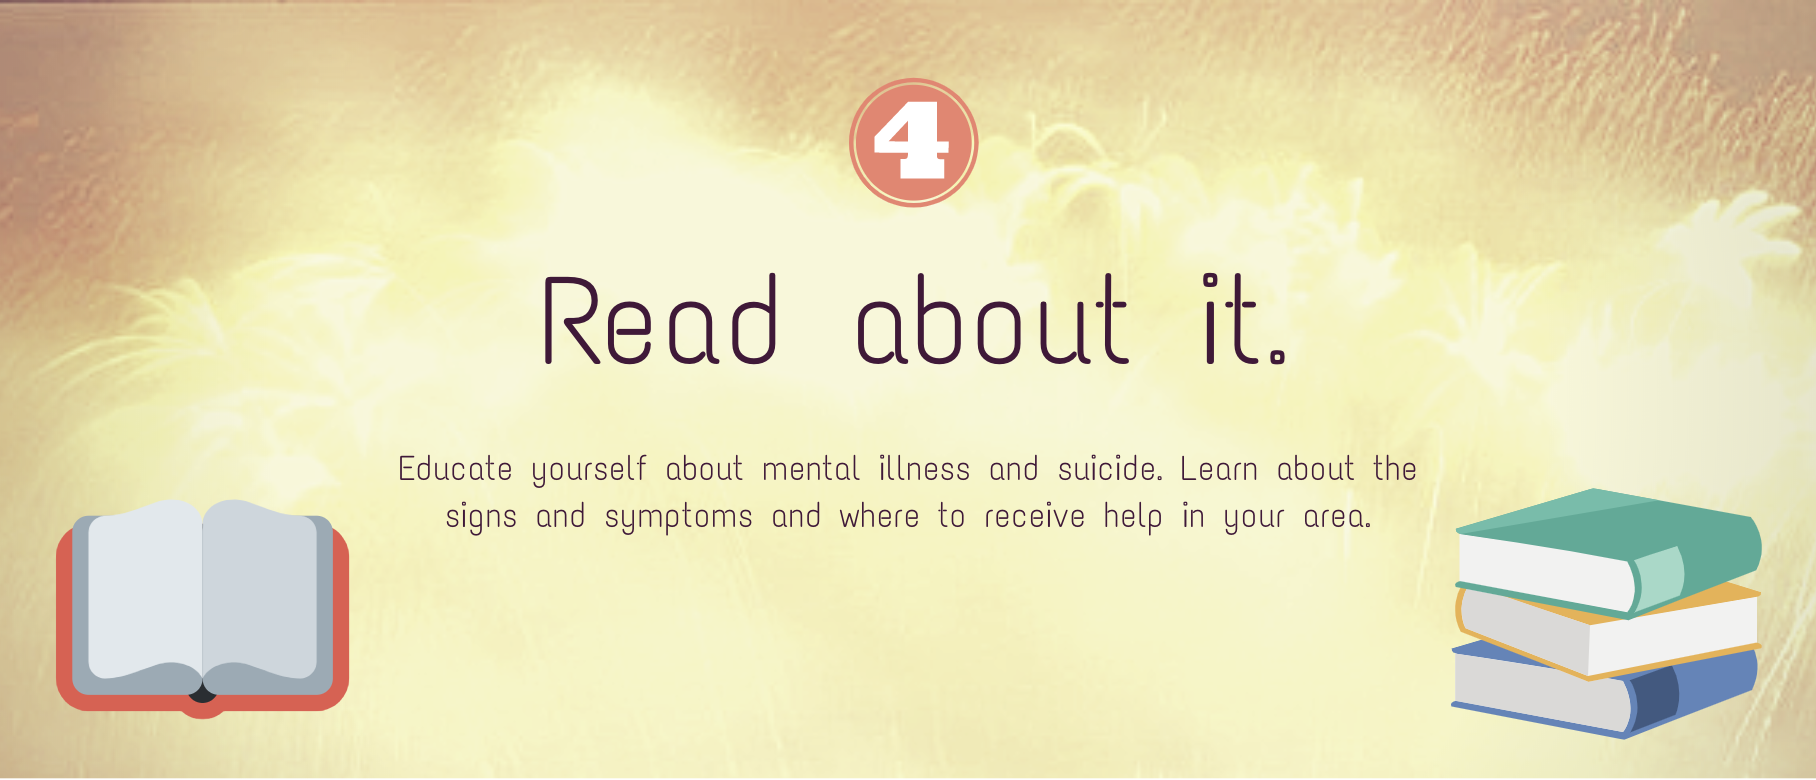 4
Read about it.
Educate yourself about mental illness and suicide. Learn about the
signs and symptoms and where to receive help in your area.